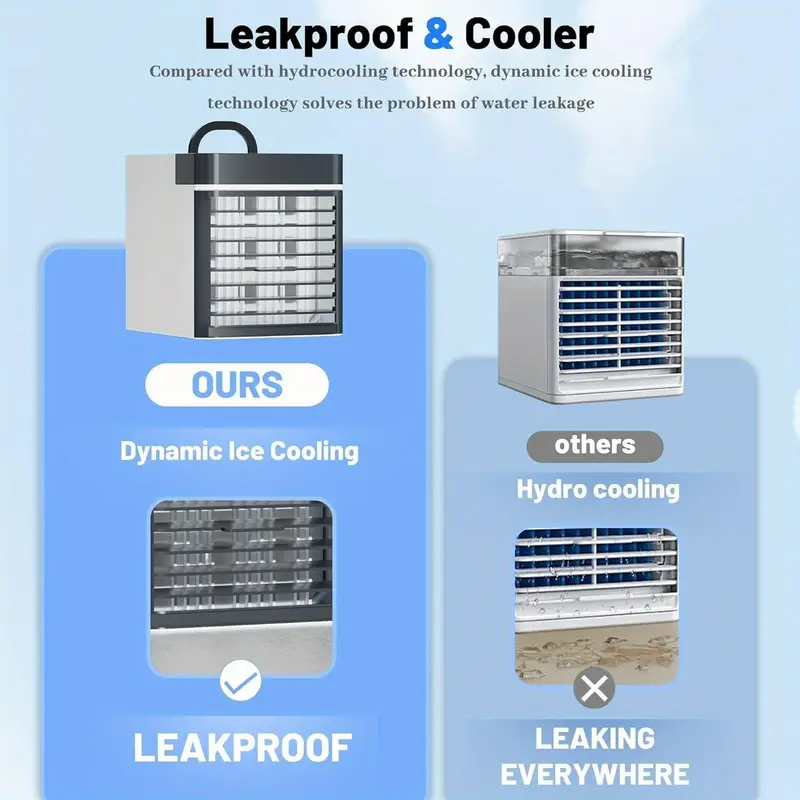 Leakproof & Cooler
Compared with hydrocooling technology, dynamic ice cooling
technology solves the problem of water leakage
OURS
Dynamic Ice Cooling
LEAKPROOF
others
Hydro cooling
LEAKING
EVERYWHERE